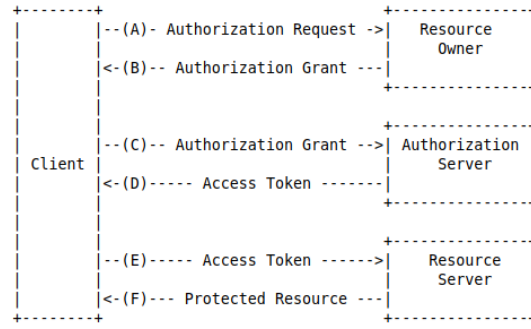 +--------+                               +---------------
|        |--(A)- Authorization Request ->|   Resource
|        |                               |     Owner
|        |<-(B)-- Authorization Grant ---|
|        |                               +---------------
|        |
|        |                               +---------------
|        |--(C)-- Authorization Grant -->| Authorization
| Client |                               |     Server
|        |<-(D)----- Access Token -------|
|        |                               +---------------
|        |
|        |                               +---------------
|        |--(E)----- Access Token ------>|    Resource
|        |                               |     Server
|        |<-(F)--- Protected Resource ---|
+--------+                               +---------------